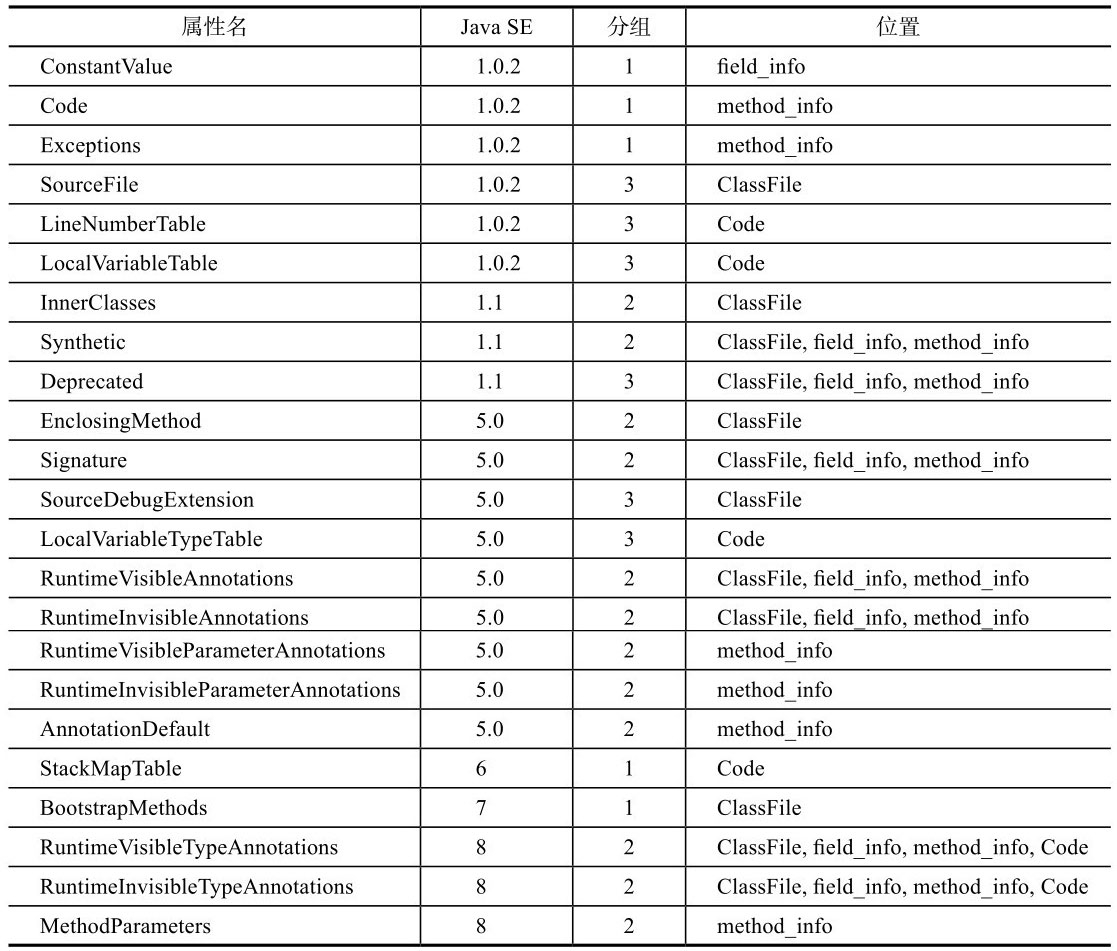 属性名 Java SE 分组 位置
ConstantValue 1.0.2 1 field_info
Code 1.0.2 1 method_info
Exceptions 1.0.2 1 method_info
SourceFile 1.0.2 3 ClassFile
LineNumberTable 1.0.2 3 Code
LocalVariableTable 1.0.2 3 Code
InnerClasses 1.1 2 ClassFile
Synthetic 1.1 2 ClassFile, field_info, method_info
Deprecated 1.1 3 ClassFile, field_info, method_info
EnclosingMethod 5.0 2 ClassFile
Signature 5.0 2 ClassFile, field_info, method_info
SourceDebugExtension 5.0 3 ClassFile
LocalVariableTypeTable 5.0 3 Code
RuntimeVisibleAnnotations 5.0 2 ClassFile, field_info, method_info
RuntimeInvisibleAnnotations 5.0 2 ClassFile, field_info, method_info
RuntimeVisibleParameterAnnotations 5.0 2 method_info
RuntimeInvisibleParameterAnnotations 5.0 2 method_info
AnnotationDefault 5.0 2 method_info
StackMapTable 6 1 Code
BootstrapMethods 7 1 ClassFile
RuntimeVisibleTypeAnnotations 8 2 ClassFile, field_info, method_info, Code
RuntimeInvisibleTypeAnnotations 8 2 ClassFile, field_info, method_info, Code
MethodParameters 8 2 method_info